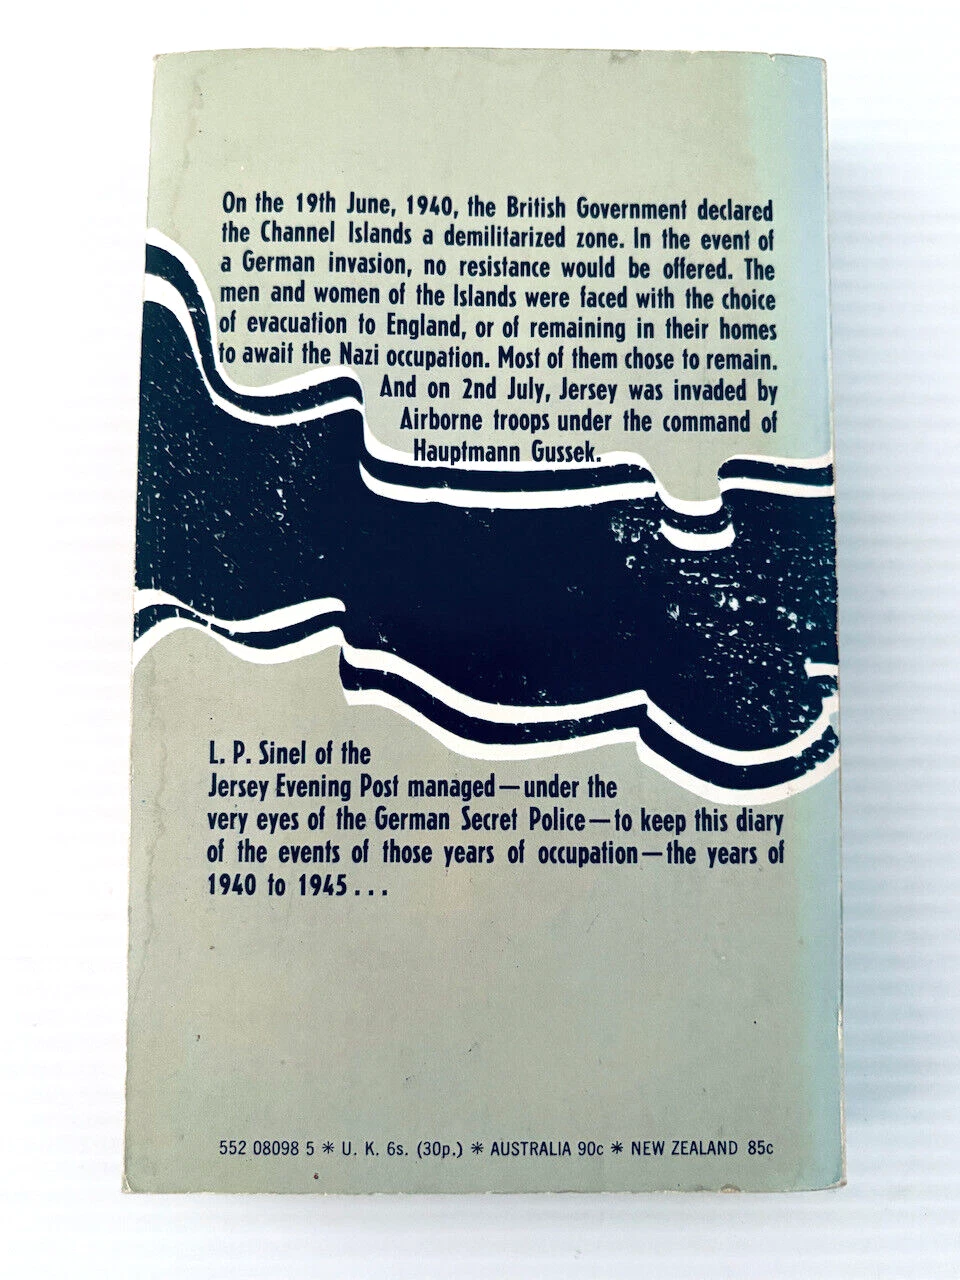 On the 19th June, 1940, the British Government declared
the Channel Islands a demilitarized zone. In the event of
a German invasion, no resistance would be offered. The
men and women of the Islands were faced with the choice
of evacuation to England, or of remaining in their homes
to await the Nazi occupation. Most of them chose to remain.
And on 2nd July, Jersey was invaded by
Airborne troops under the command of
Hauptmann Gussek.
L. P. Sinel of the
Jersey Evening Post managed—under the
very eyes of the German Secret Police—to keep this diary
of the events of those years of occupation—the years of
1940 to 1945...
552 08098 5 * U. K. 6s. (30p.) * AUSTRALIA 90c * NEW ZEALAND 85c